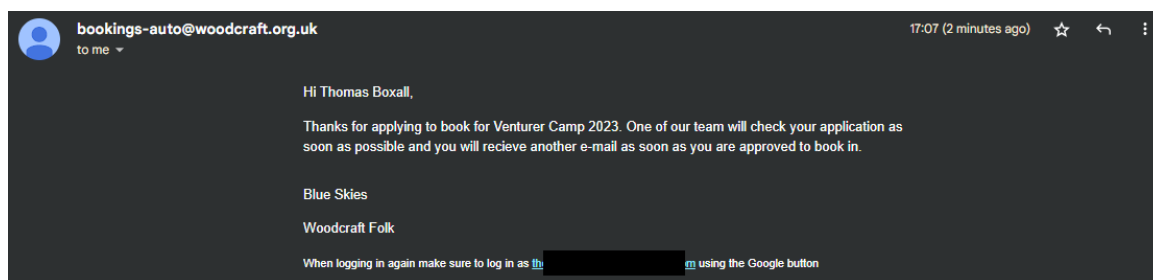 bookings-auto@woodcraft.org.uk
17:07 (2 minutes ago)
to me
Hi Thomas Boxall,
Thanks for applying to book for Venturer Camp 2023. One of our team will check your application as
soon as possible and you will recieve another e-mail as soon as you are approved to book in.
Blue Skies
Woodcraft Folk
When logging in again make sure to log in as using the Google button